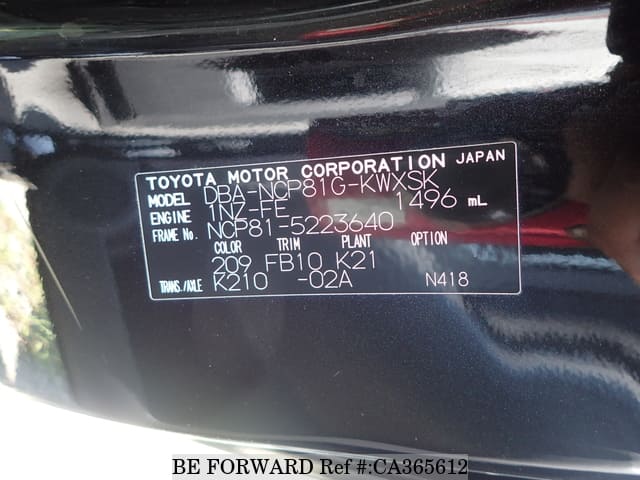 TOYOTA MOTOR CORPORATION JAPAN
MODEL DBA-NCP81G-KWXSK
ENGINE 1NZ-FE 1496 mL
FRAME No. NCP81-5223640
COLOR TRIM PLANT OPTION
209 FB10 K21
TRANS./AXLE K210 -02A N418
BE FORWARD Ref #:CA365612